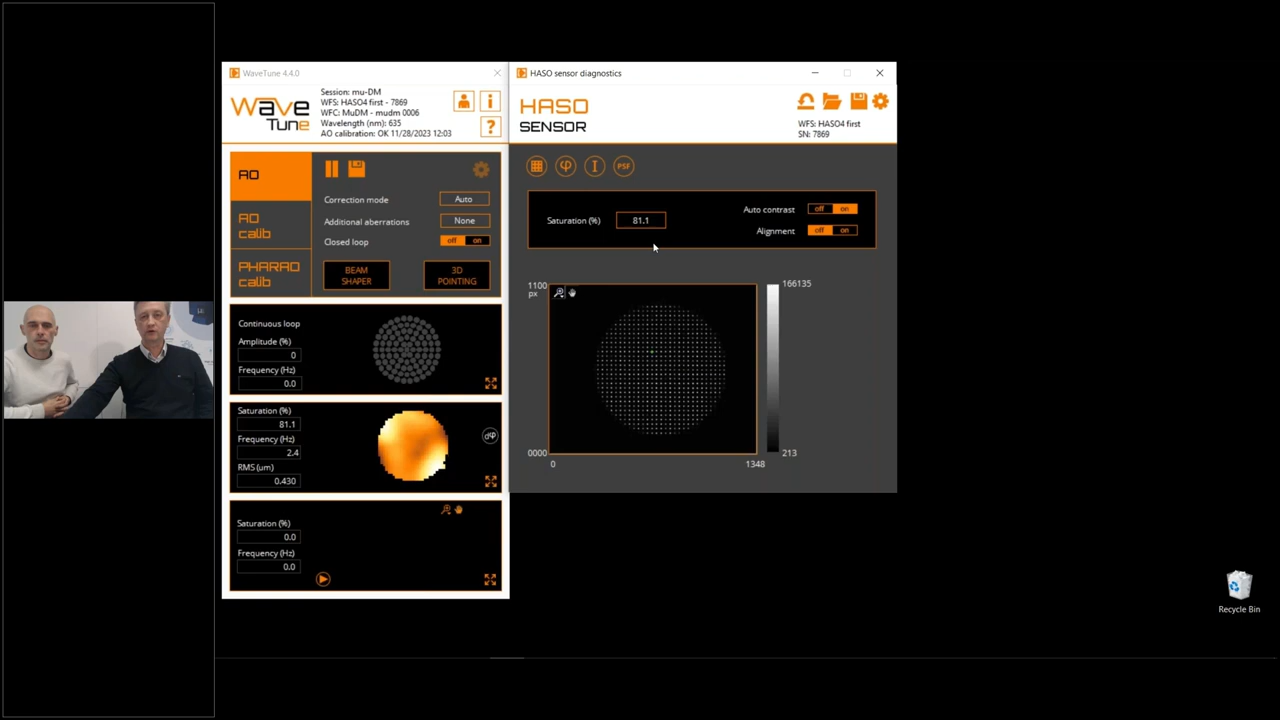 WaveTune 4.4.0
Wave Tune
Session: mu-DM
WFS: HASO4 first - 7869
WFC: MuDM - mudm 0006
Wavelength (nm): 635
AO calibration: OK 11/28/2023 12:03
i
?
AO
AO calib
PHARAO calib
Correction mode
Auto
Additional aberrations
None
Closed loop
off on
BEAM SHAPER
3D POINTING
Continuous loop
Amplitude (%)
0
Frequency (Hz)
0.0
Saturation (%)
81.1
Frequency (Hz)
2.4
RMS (um)
0.430
dφ
Saturation (%)
0.0
Frequency (Hz)
0.0
HASO sensor diagnostics
HASO
SENSOR
WFS: HASO4 first
SN: 7869
φ
I
PSF
Saturation (%)
81.1
Auto contrast
off on
Alignment
off on
1100
px
0000
0
1348
166135
213
Recycle Bin